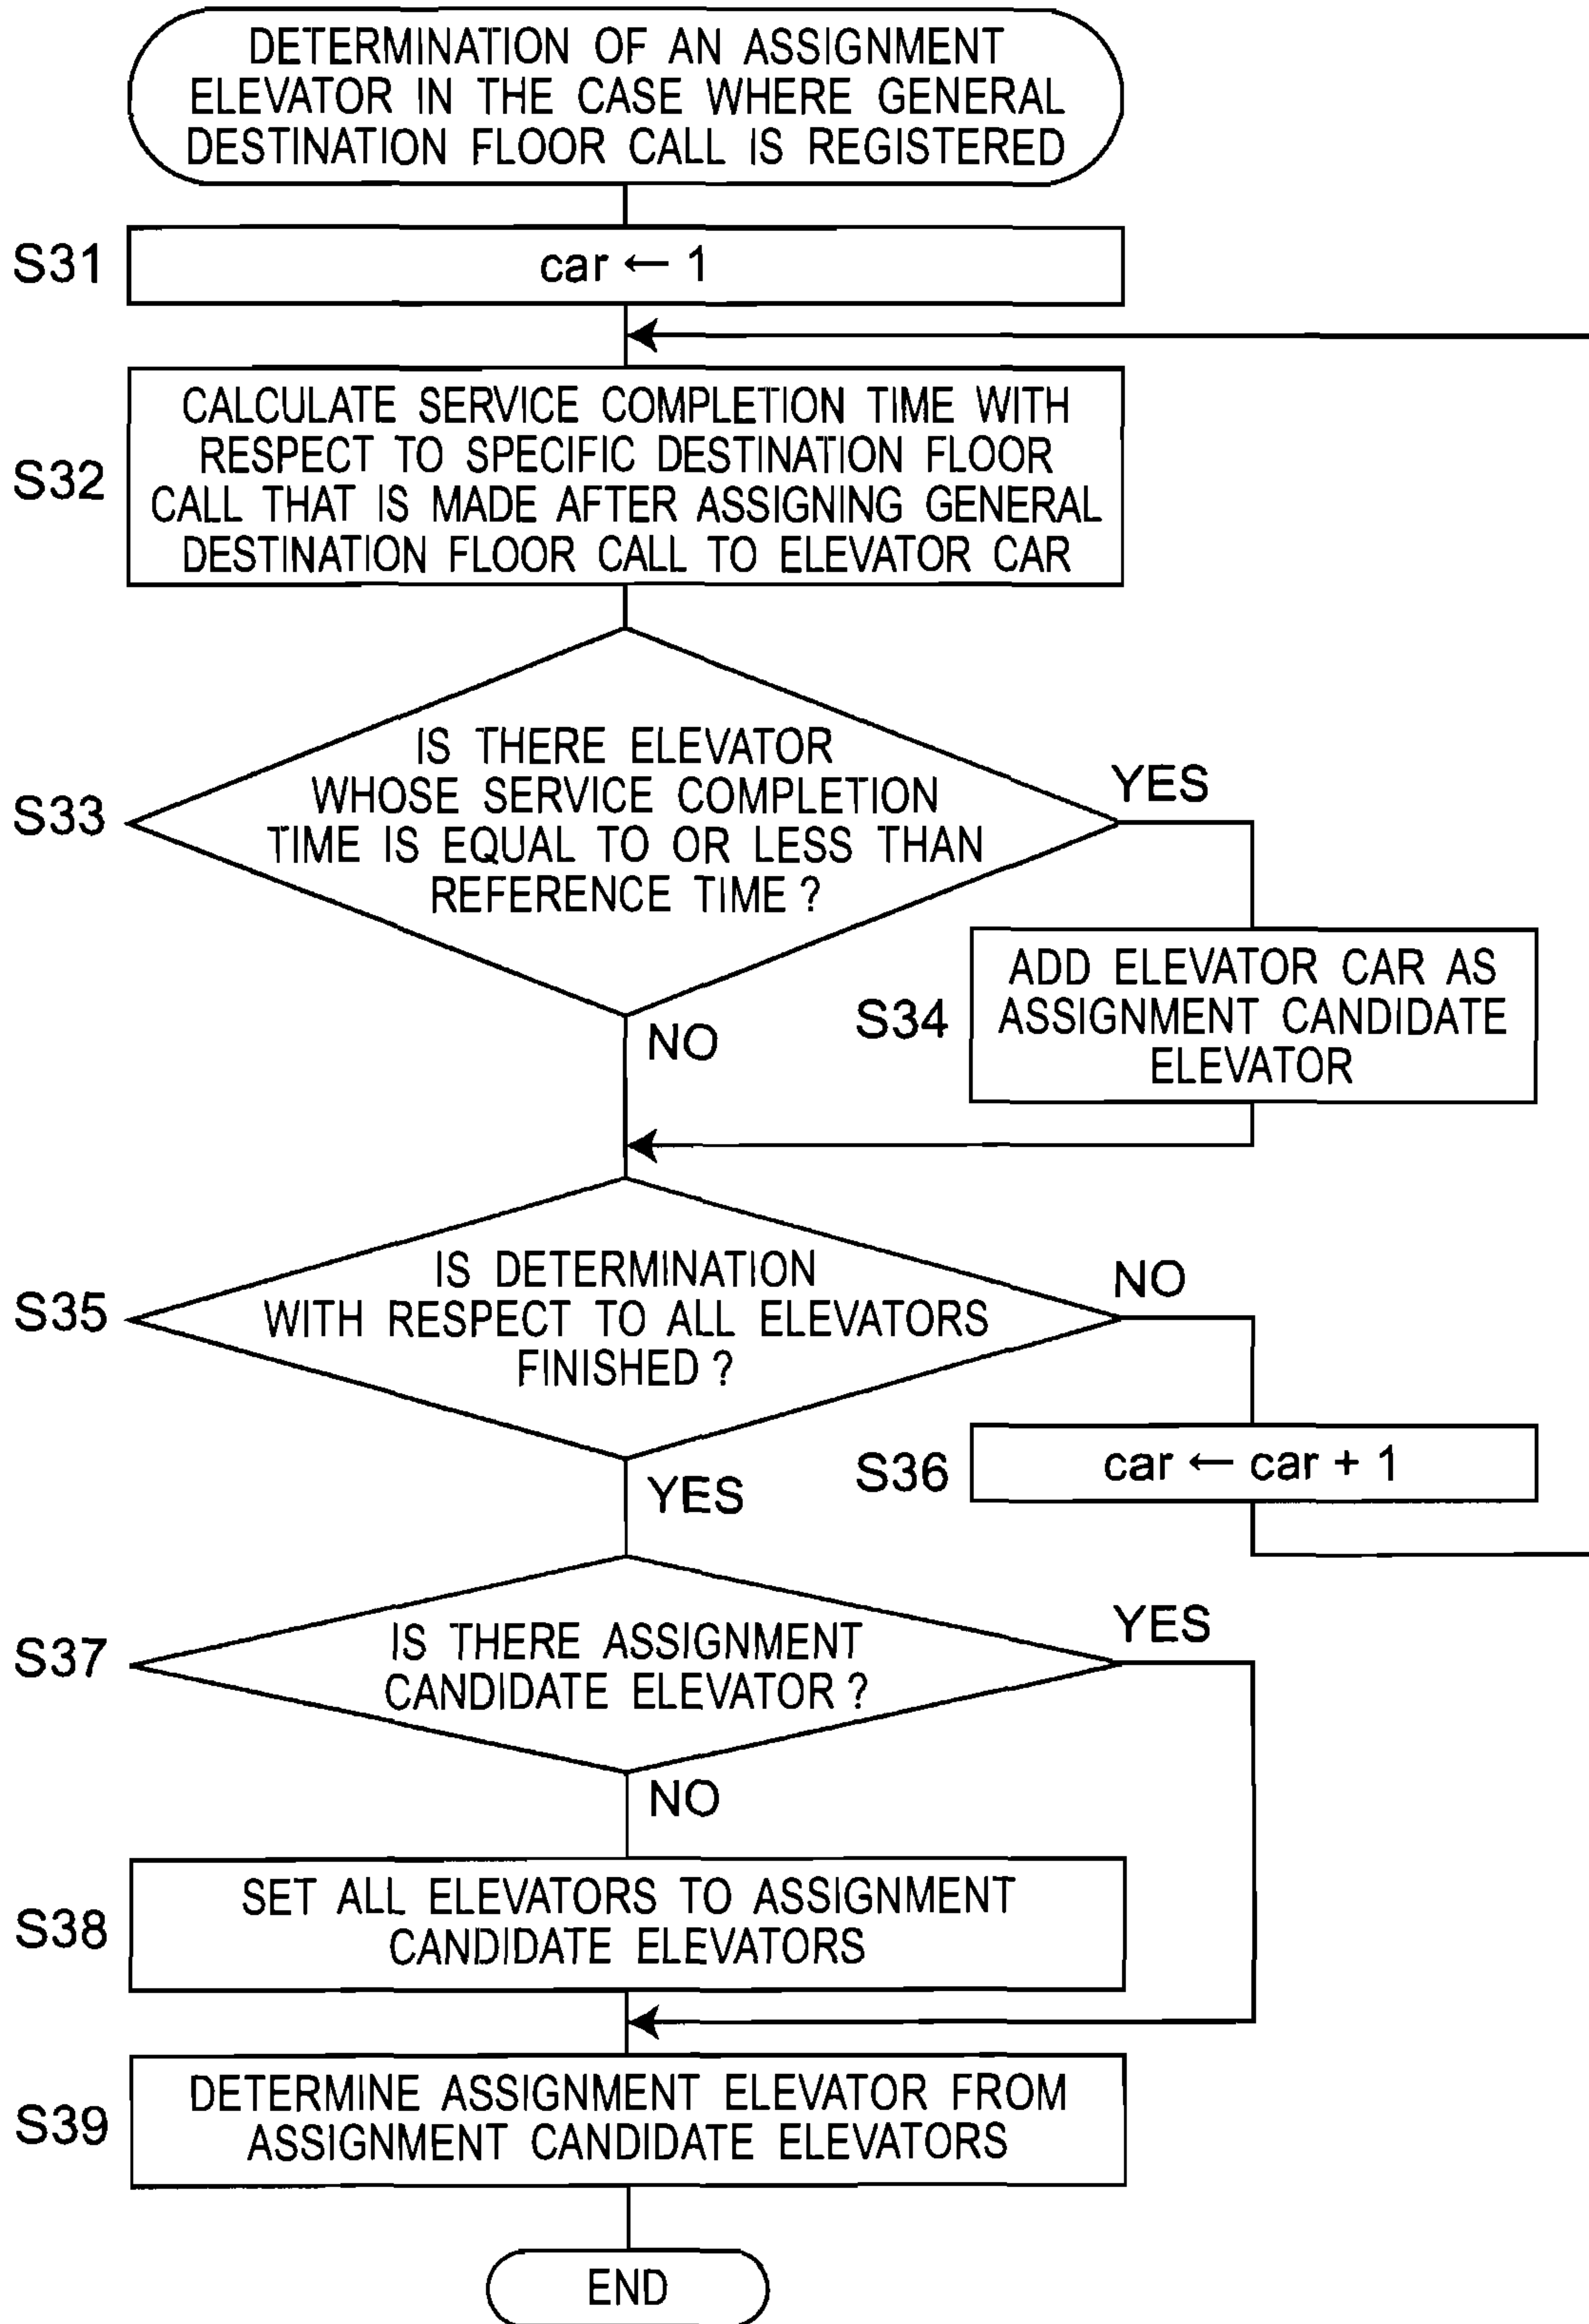 DETERMINATION OF AN ASSIGNMENT
ELEVATOR IN THE CASE WHERE GENERAL
DESTINATION FLOOR CALL IS REGISTERED
S31
car ← 1
S32
CALCULATE SERVICE COMPLETION TIME WITH
RESPECT TO SPECIFIC DESTINATION FLOOR
CALL THAT IS MADE AFTER ASSIGNING GENERAL
DESTINATION FLOOR CALL TO ELEVATOR CAR
S33
IS THERE ELEVATOR
WHOSE SERVICE COMPLETION
TIME IS EQUAL TO OR LESS THAN
REFERENCE TIME ?
YES
NO
S34
ADD ELEVATOR CAR AS
ASSIGNMENT CANDIDATE
ELEVATOR
S35
IS DETERMINATION
WITH RESPECT TO ALL ELEVATORS
FINISHED ?
NO
YES
S36
car ← car + 1
S37
IS THERE ASSIGNMENT
CANDIDATE ELEVATOR ?
YES
NO
S38
SET ALL ELEVATORS TO ASSIGNMENT
CANDIDATE ELEVATORS
S39
DETERMINE ASSIGNMENT ELEVATOR FROM
ASSIGNMENT CANDIDATE ELEVATORS
END